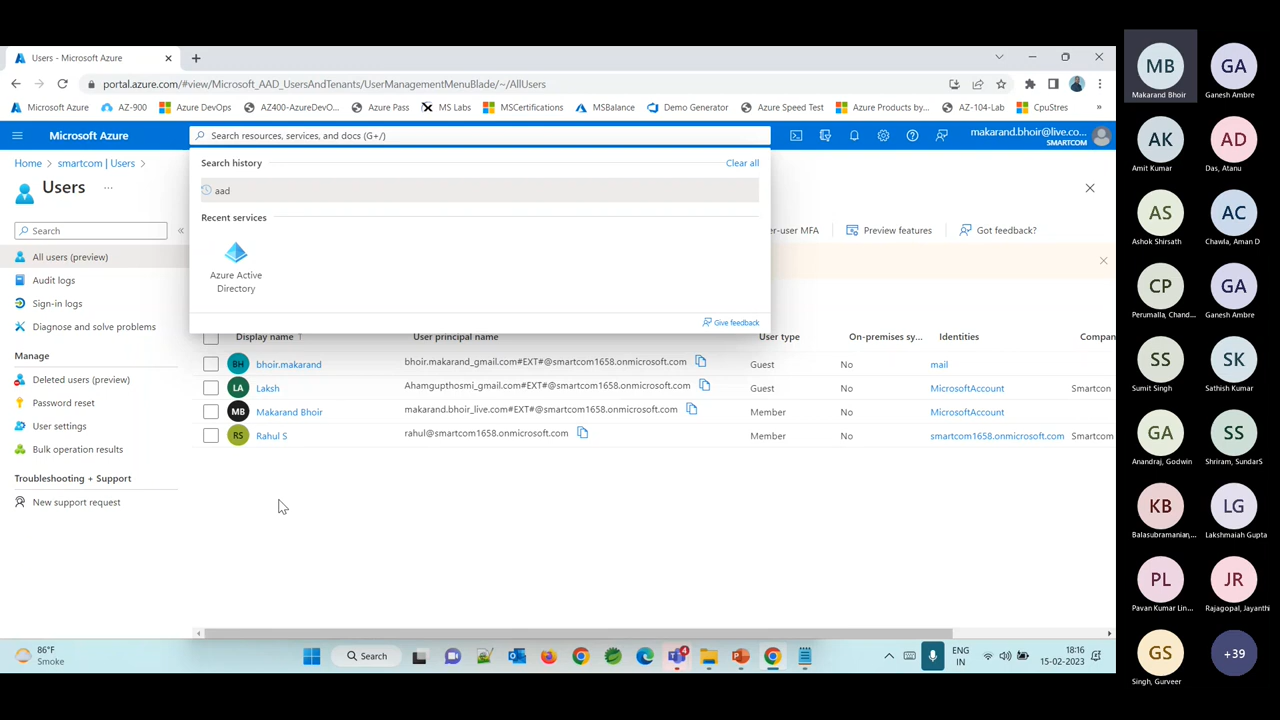 Users - Microsoft Azure
portal.azure.com/#view/Microsoft_AAD_UsersAndTenants/UserManagementMenuBlade/~/AllUsers
Microsoft Azure AZ-900 Azure DevOps AZ400-AzureDevO... Azure Pass MS Labs MSCertifications MSBalance Demo Generator Azure Speed Test Azure Products by... AZ-104-Lab CpuStres »
Microsoft Azure
Search resources, services, and docs (G+/)
makarand.bhoir@live.co...
SMARTCOM
Home > smartcom | Users >
Users ...
Search «
All users (preview)
Audit logs
Sign-in logs
Diagnose and solve problems
Manage
Deleted users (preview)
Password reset
User settings
Bulk operation results
Troubleshooting + Support
New support request
Search history Clear all
aad
Recent services
Azure Active
Directory
Give feedback
er-user MFA Preview features Got feedback?
Display name ↑ User principal name User type On-premises sy... Identities Compan
BH bhoir.makarand bhoir.makarand_gmail.com#EXT#@smartcom1658.onmicrosoft.com Guest No mail
LA Laksh Ahamgupthosmi_gmail.com#EXT#@smartcom1658.onmicrosoft.com Guest No MicrosoftAccount Smartcon
MB Makarand Bhoir makarand.bhoir_live.com#EXT#@smartcom1658.onmicrosoft.com Member No MicrosoftAccount
RS Rahul S rahul@smartcom1658.onmicrosoft.com Member No smartcom1658.onmicrosoft.com Smartcom
86°F
Smoke
Search
4
ENG
IN
18:16
15-02-2023
MB
Makarand Bhoir
GA
Ganesh Ambre
AK
Amit Kumar
AD
Das, Atanu
AS
Ashok Shirsath
AC
Chawla, Aman D
CP
Perumalla, Chand...
GA
Ganesh Ambre
SS
Sumit Singh
SK
Sathish Kumar
GA
Anandraj, Godwin
SS
Shriram, SundarS
KB
Balasubramanian,...
LG
Lakshmaiah Gupta
PL
Pavan Kumar Lin...
JR
Rajagopal, Jayanthi
GS
Singh, Gurveer
+39